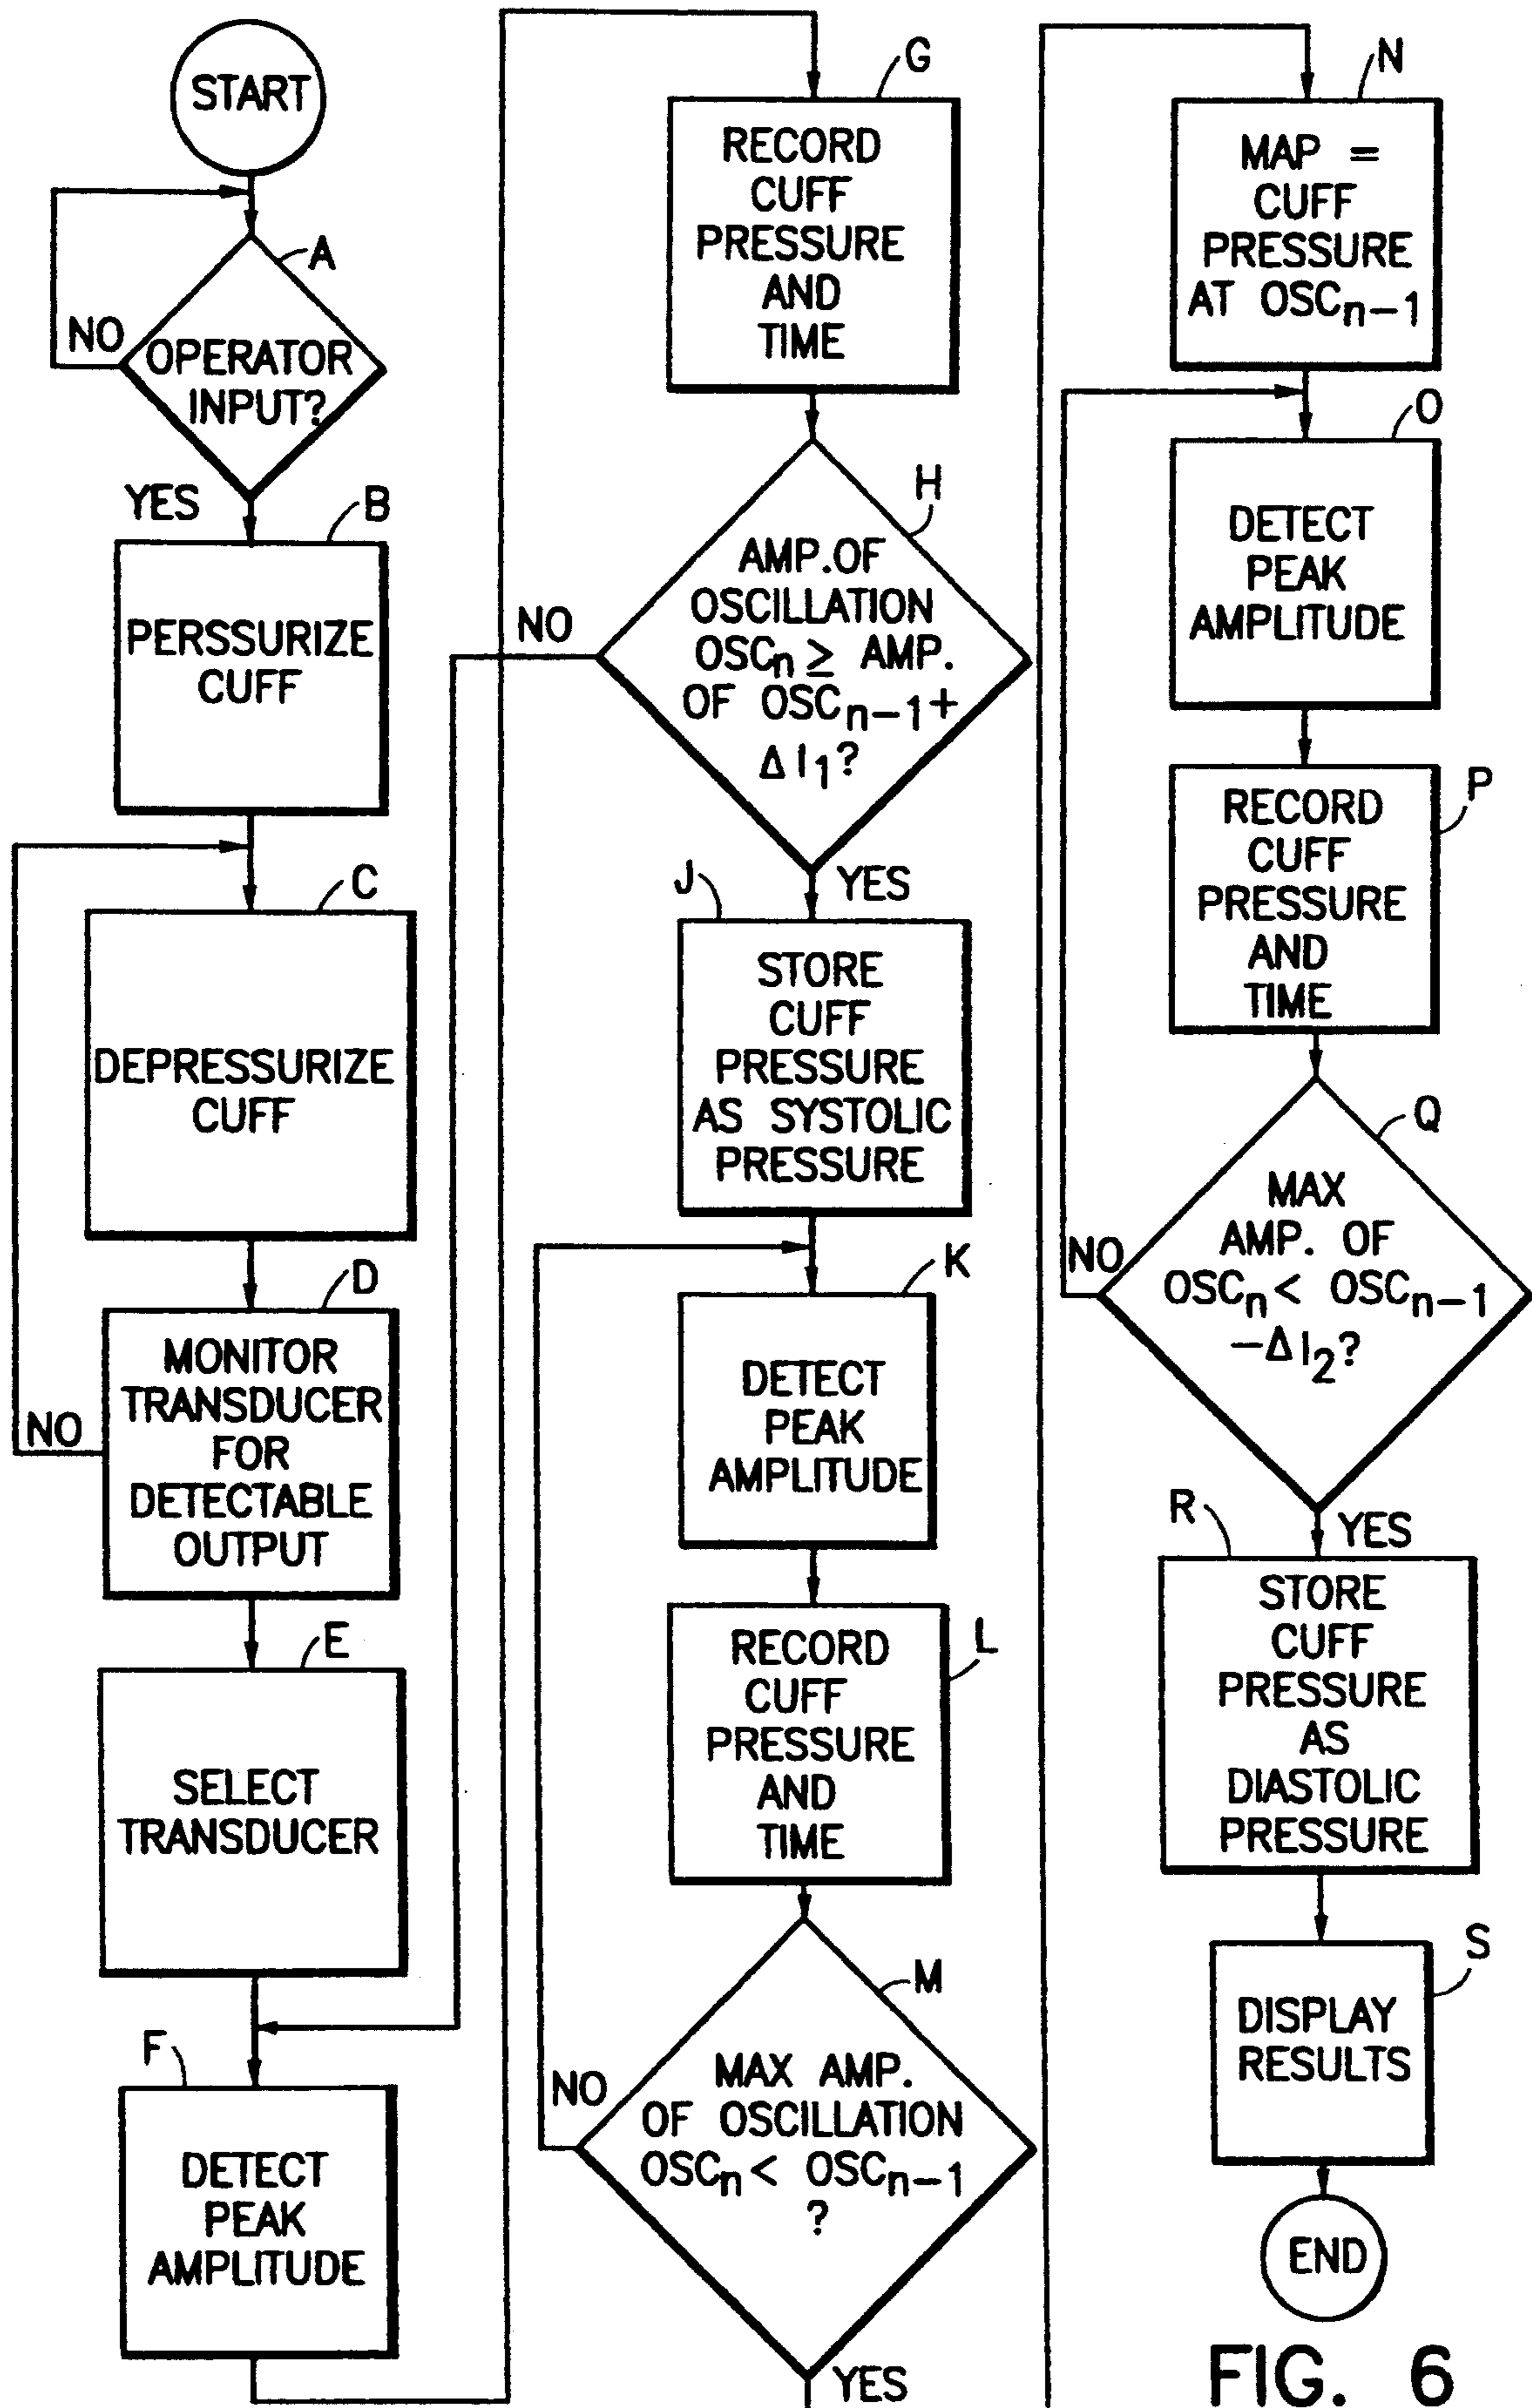 START
A
NO
OPERATOR
INPUT?
YES
B
PERSSURIZE
CUFF
C
DEPRESSURIZE
CUFF
D
MONITOR
TRANSDUCER
FOR
DETECTABLE
OUTPUT
NO
E
SELECT
TRANSDUCER
F
DETECT
PEAK
AMPLITUDE
G
RECORD
CUFF
PRESSURE
AND
TIME
H
NO
AMP.OF
OSCILLATION
OSCn ≥ AMP.
OF OSCn−1+
Δ I1?
YES
J
STORE
CUFF
PRESSURE
AS SYSTOLIC
PRESSURE
K
DETECT
PEAK
AMPLITUDE
L
RECORD
CUFF
PRESSURE
AND
TIME
M
NO
MAX AMP.
OF OSCILLATION
OSCn < OSCn−1
?
YES
N
MAP =
CUFF
PRESSURE
AT OSCn−1
O
DETECT
PEAK
AMPLITUDE
P
RECORD
CUFF
PRESSURE
AND
TIME
Q
NO
MAX
AMP. OF
OSCn < OSCn−1
−Δ I2?
YES
R
STORE
CUFF
PRESSURE
AS
DIASTOLIC
PRESSURE
S
DISPLAY
RESULTS
END
FIG. 6